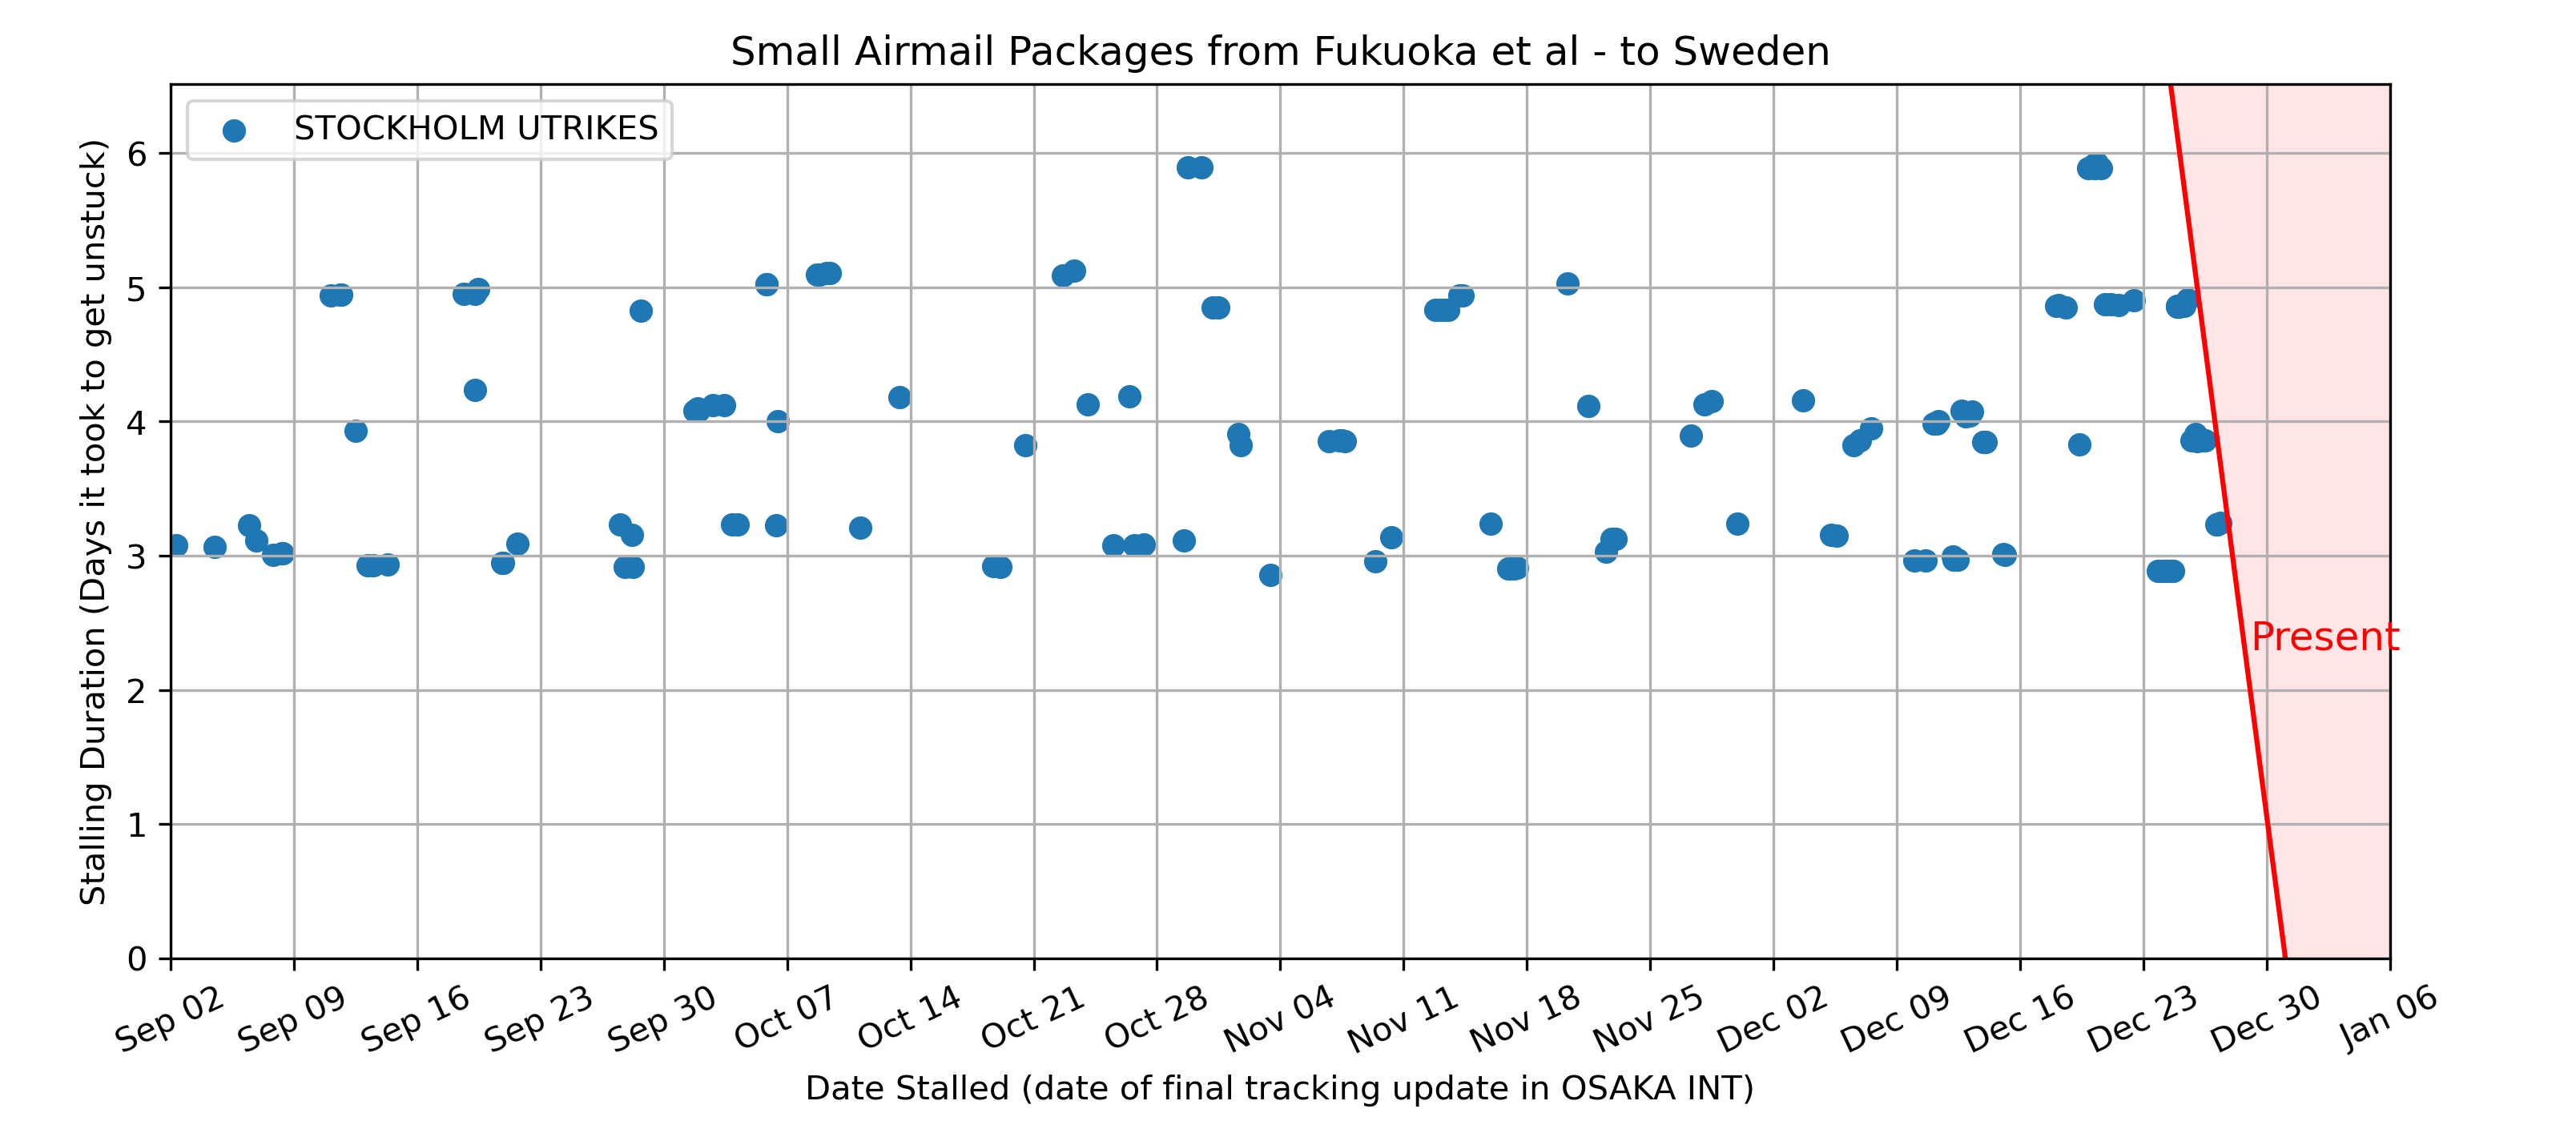 Small Airmail Packages from Fukuoka et al - to Sweden
STOCKHOLM UTRIKES
Stalling Duration (Days it took to get unstuck)
6
5
4
3
2
1
0
Present
Sep 02
Sep 09
Sep 16
Sep 23
Sep 30
Oct 07
Oct 14
Oct 21
Oct 28
Nov 04
Nov 11
Nov 18
Nov 25
Dec 02
Dec 09
Dec 16
Dec 23
Dec 30
Jan 06
Date Stalled (date of final tracking update in OSAKA INT)